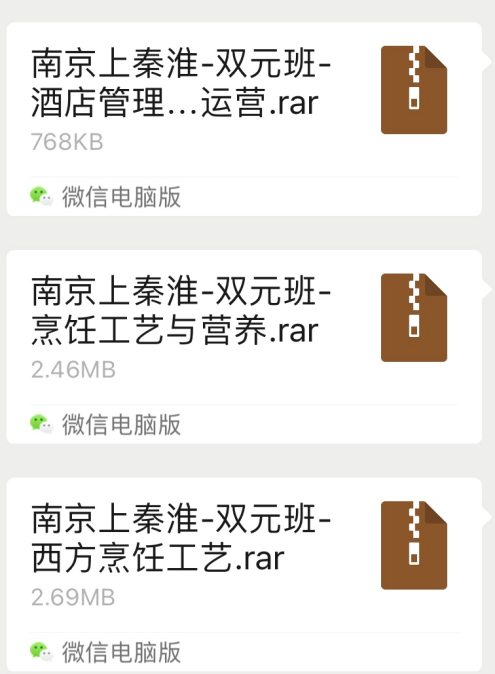 南京上秦淮-双元班-
酒店管理...运营.rar
768KB
微信电脑版
南京上秦淮-双元班-
烹饪工艺与营养.rar
2.46MB
微信电脑版
南京上秦淮-双元班-
西方烹饪工艺.rar
2.69MB
微信电脑版